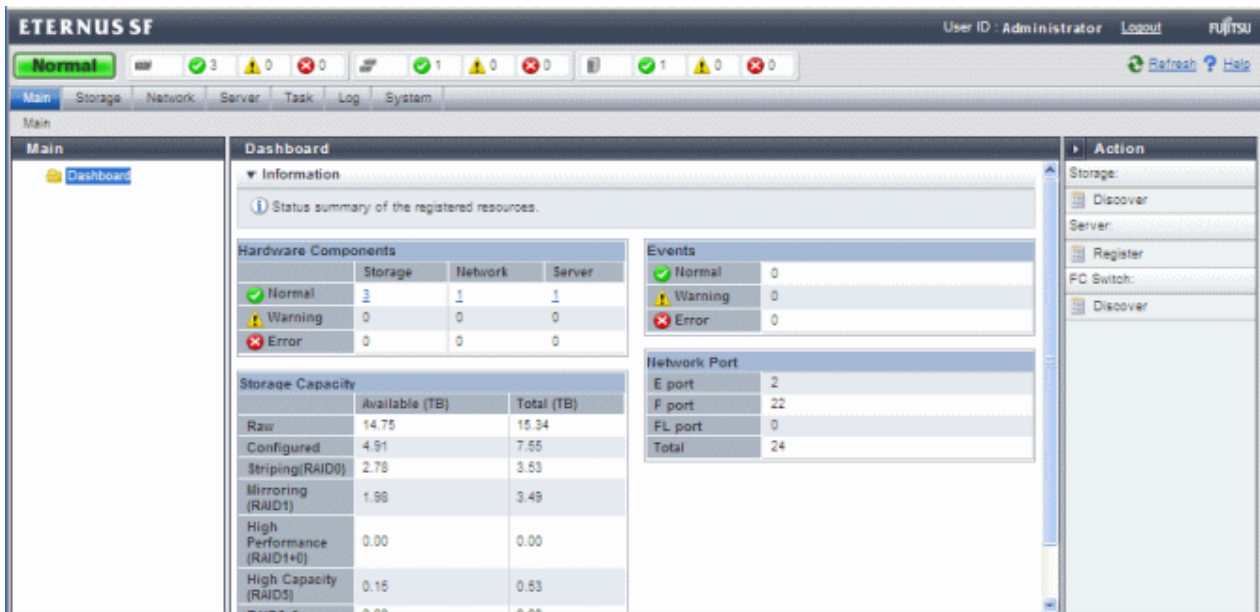 ETERNUS SF
User ID : Administrator Logout FUJITSU
Normal 3 0 0 1 0 0 1 0 0 Refresh ? Help
Main Storage Network Server Task Log System
Main
Main
Dashboard
Dashboard
Information
Status summary of the registered resources.
Hardware Components
Storage Network Server
Normal 3 1 1
Warning 0 0 0
Error 0 0 0
Storage Capacity
Available (TB) Total (TB)
Raw 14.75 15.34
Configured 4.91 7.55
Striping(RAID0) 2.78 3.53
Mirroring
(RAID1) 1.98 3.49
High
Performance
(RAID1+0) 0.00 0.00
High Capacity
(RAID5) 0.15 0.53
Events
Normal 0
Warning 0
Error 0
Network Port
E port 2
F port 22
FL port 0
Total 24
Action
Storage:
Discover
Server:
Register
FC Switch:
Discover